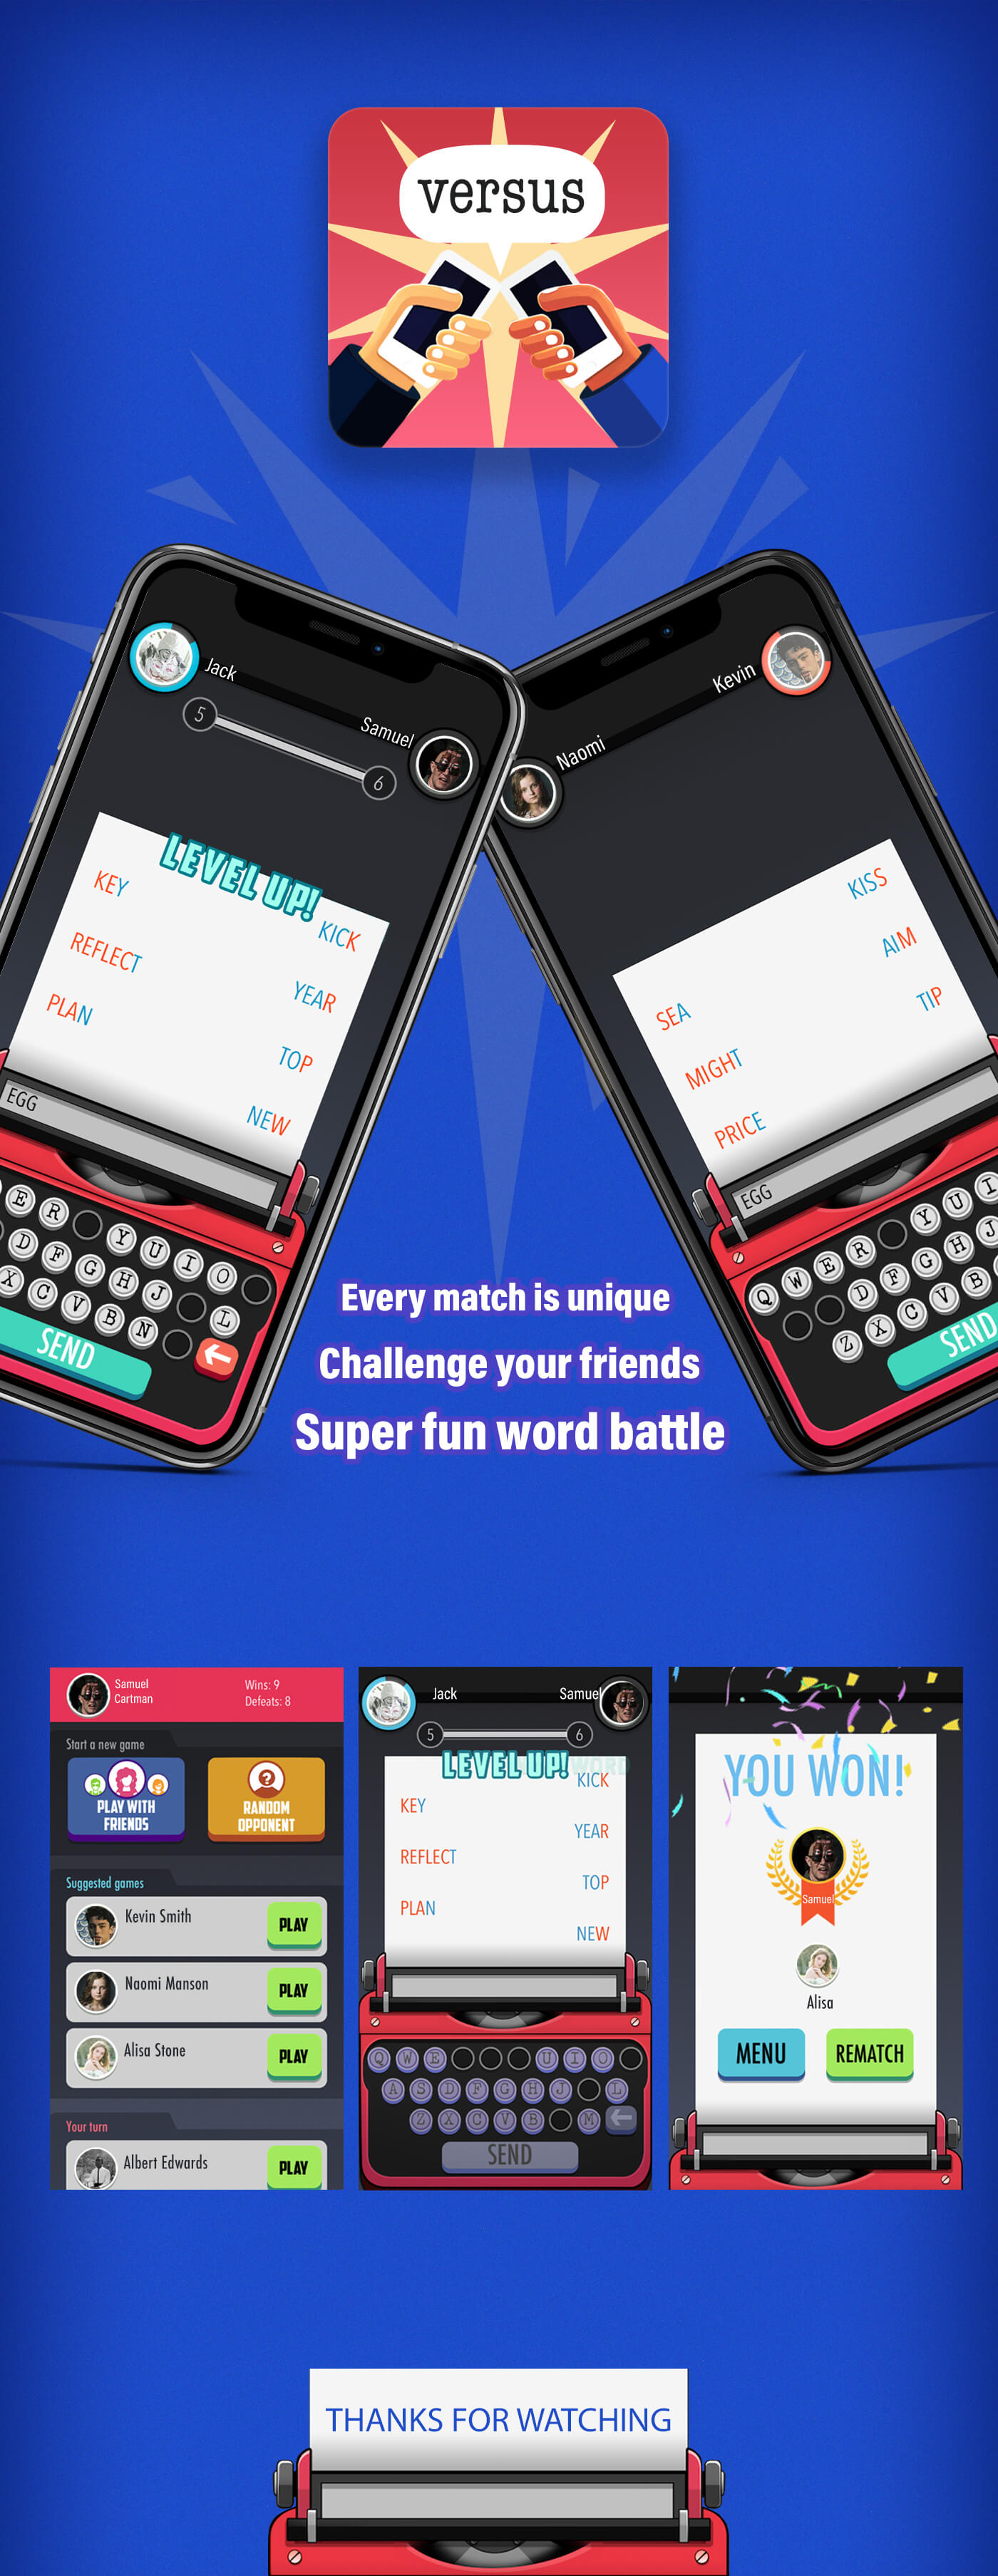 versus
Jack
5
Samuel
6
LEVEL UP!
KEY
KICK
REFLECT
YEAR
PLAN
TOP
NEW
EGG
E R Y U I O
D F G H J L
X C V B N
SEND
Kevin
Naomi
KISS
AIM
SEA
TIP
MIGHT
PRICE
EGG
Q W E R Y U I
D F G H J
Z X C V B
SEND
Every match is unique
Challenge your friends
Super fun word battle
Samuel
Cartman
Wins: 9
Defeats: 8
Start a new game
PLAY WITH
FRIENDS
RANDOM
OPPONENT
Suggested games
Kevin Smith
PLAY
Naomi Manson
PLAY
Alisa Stone
PLAY
Your turn
Albert Edwards
PLAY
Jack
Samuel
5
6
LEVEL UP!
WORD
KICK
KEY
YEAR
REFLECT
TOP
PLAN
NEW
Q W E U I O
A S D F G H J L
Z X C V B M
SEND
YOU WON!
Samuel
Alisa
MENU
REMATCH
THANKS FOR WATCHING